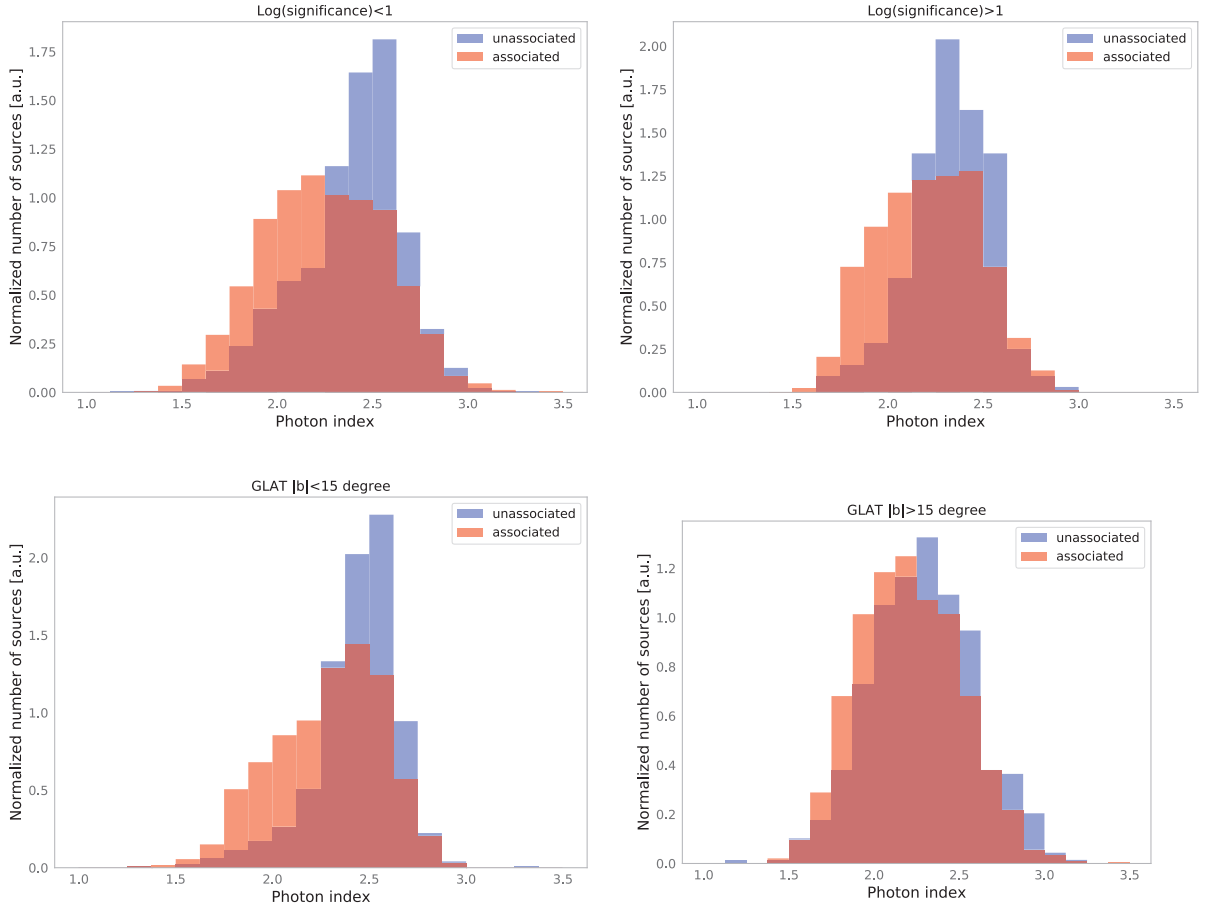 Log(significance)<1
Normalized number of sources [a.u.]
1.75
1.50
1.25
1.00
0.75
0.50
0.25
0.00
unassociated
associated
1.0 1.5 2.0 2.5 3.0 3.5
Photon index
Log(significance)>1
Normalized number of sources [a.u.]
2.00
1.75
1.50
1.25
1.00
0.75
0.50
0.25
0.00
unassociated
associated
1.0 1.5 2.0 2.5 3.0 3.5
Photon index
GLAT |b|<15 degree
Normalized number of sources [a.u.]
2.0
1.5
1.0
0.5
0.0
unassociated
associated
1.0 1.5 2.0 2.5 3.0 3.5
Photon index
GLAT |b|>15 degree
Normalized number of sources [a.u.]
1.2
1.0
0.8
0.6
0.4
0.2
0.0
unassociated
associated
1.0 1.5 2.0 2.5 3.0 3.5
Photon index